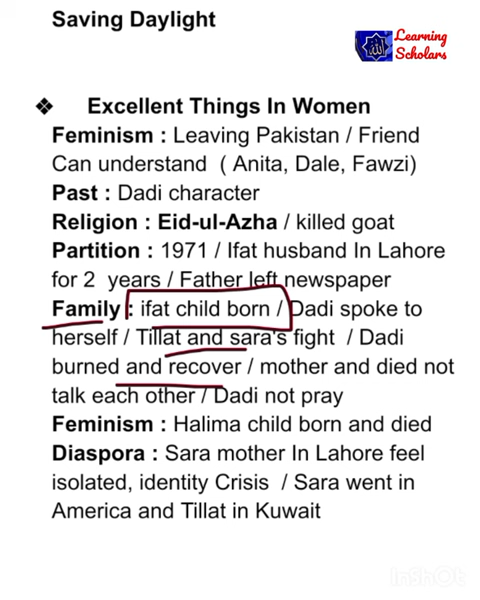 Saving Daylight
Learning
Scholars
❖ Excellent Things In Women
Feminism : Leaving Pakistan / Friend
Can understand ( Anita, Dale, Fawzi)
Past : Dadi character
Religion : Eid-ul-Azha / killed goat
Partition : 1971 / Ifat husband In Lahore
for 2 years / Father left newspaper
Family : ifat child born / Dadi spoke to
herself / Tillat and sara's fight / Dadi
burned and recover / mother and died not
talk each other / Dadi not pray
Feminism : Halima child born and died
Diaspora : Sara mother In Lahore feel
isolated, identity Crisis / Sara went in
America and Tillat in Kuwait
InShOt